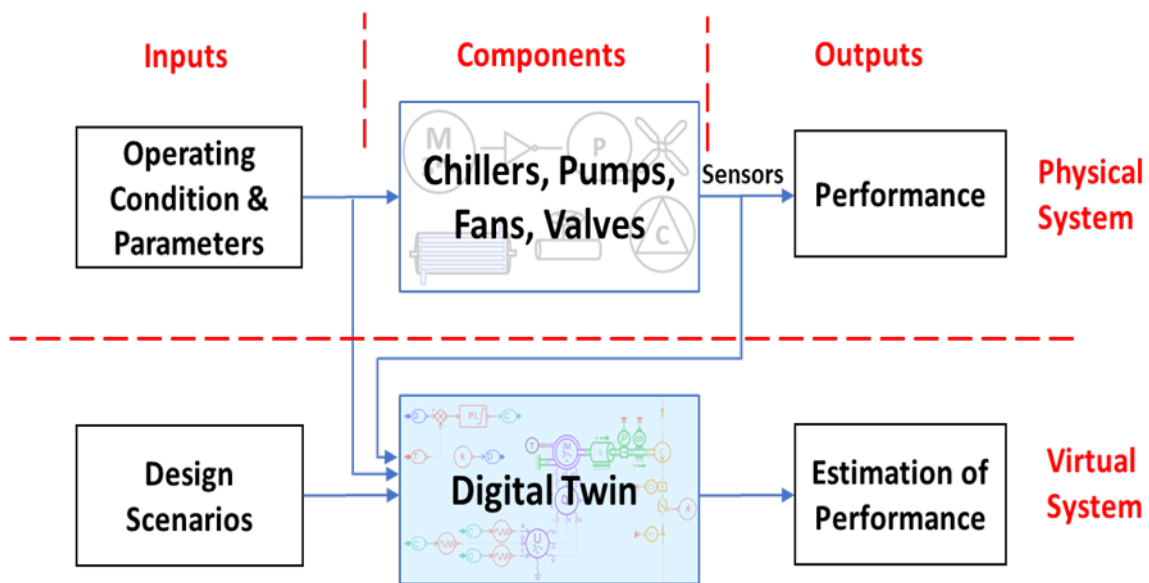 Inputs
Components
Outputs
Operating
Condition &
Parameters
M
P
C
Chillers, Pumps,
Fans, Valves
Sensors
Performance
Physical
System
Design
Scenarios
Digital Twin
Estimation of
Performance
Virtual
System